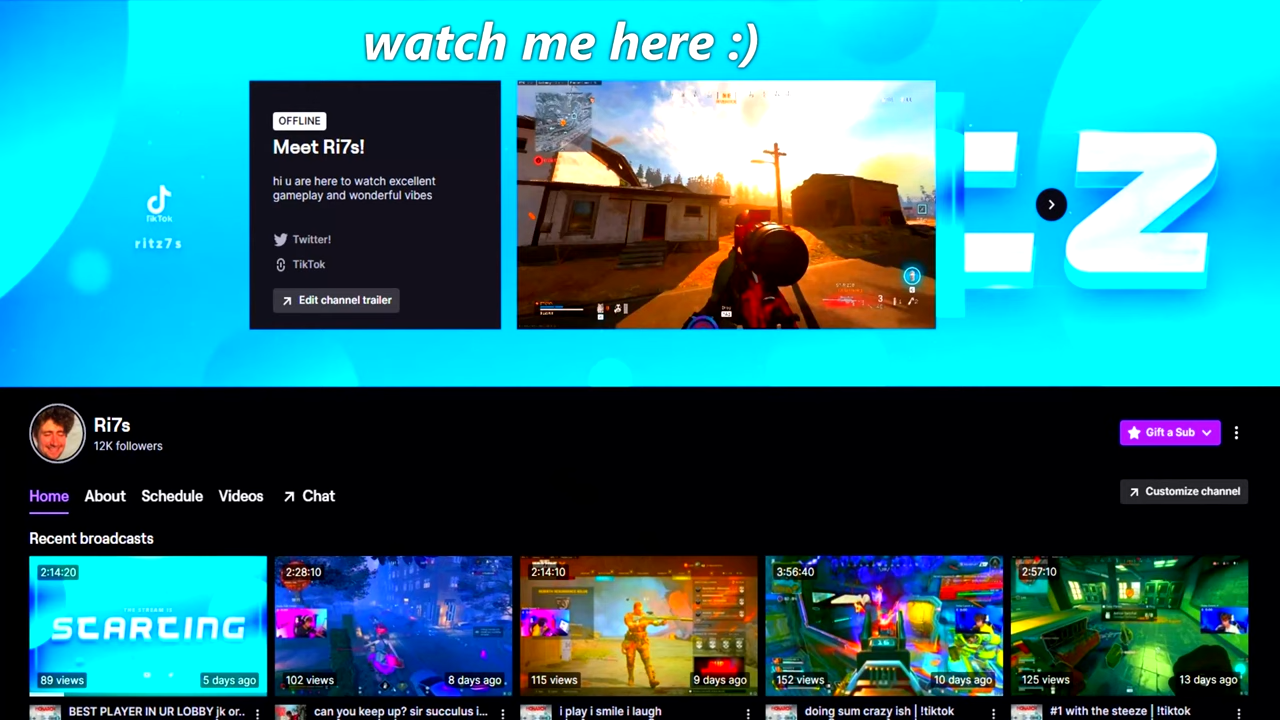 watch me here :)
OFFLINE
Meet Ri7s!
hi u are here to watch excellent
gameplay and wonderful vibes
Twitter!
TikTok
Edit channel trailer
TikTok
ritz7s
EZ
Ri7s
12K followers
Gift a Sub
Home
About
Schedule
Videos
Chat
Customize channel
Recent broadcasts
2:14:20
THE STREAM IS
STARTING
89 views
5 days ago
2:28:10
102 views
8 days ago
2:14:10
115 views
9 days ago
3:56:40
152 views
10 days ago
2:57:10
125 views
13 days ago
BEST PLAYER IN UR LOBBY jk or..
can you keep up? sir succulus i...
i play i smile i laugh
doing sum crazy ish | !tiktok
#1 with the steeze | !tiktok